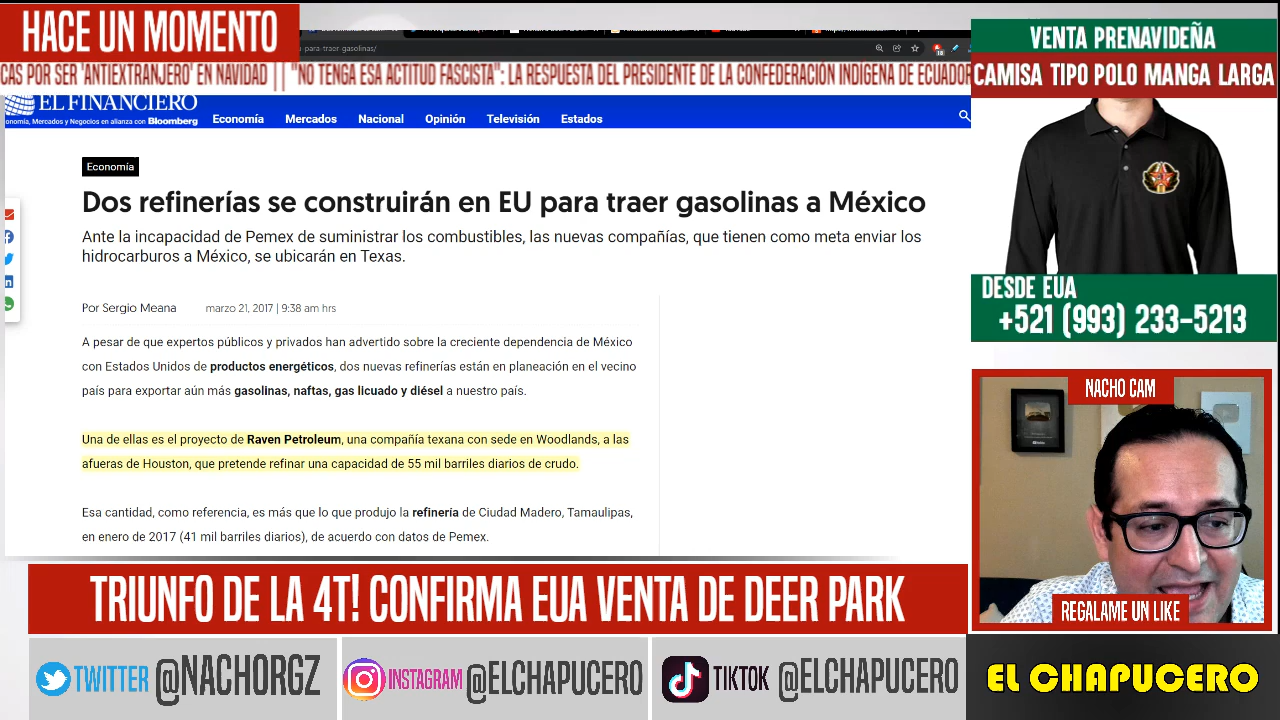 HACE UN MOMENTO
para-traer-gasolinas/
CAS POR SER 'ANTIEXTRANJERO' EN NAVIDAD || "NO TENGA ESA ACTITUD FASCISTA": LA RESPUESTA DEL PRESIDENTE DE LA CONFEDERACIÓN INDÍGENA DE ECUADOR
EL FINANCIERO
onomía, Mercados y Negocios en alianza con Bloomberg
Economía Mercados Nacional Opinión Televisión Estados
Economía
Dos refinerías se construirán en EU para traer gasolinas a México
Ante la incapacidad de Pemex de suministrar los combustibles, las nuevas compañías, que tienen como meta enviar los
hidrocarburos a México, se ubicarán en Texas.
Por Sergio Meana marzo 21, 2017 | 9:38 am hrs
A pesar de que expertos públicos y privados han advertido sobre la creciente dependencia de México
con Estados Unidos de productos energéticos, dos nuevas refinerías están en planeación en el vecino
país para exportar aún más gasolinas, naftas, gas licuado y diésel a nuestro país.
Una de ellas es el proyecto de Raven Petroleum, una compañía texana con sede en Woodlands, a las
afueras de Houston, que pretende refinar una capacidad de 55 mil barriles diarios de crudo.
Esa cantidad, como referencia, es más que lo que produjo la refinería de Ciudad Madero, Tamaulipas,
en enero de 2017 (41 mil barriles diarios), de acuerdo con datos de Pemex.
VENTA PRENAVIDEÑA
CAMISA TIPO POLO MANGA LARGA
DESDE EUA
+521 (993) 233-5213
NACHO CAM
REGALAME UN LIKE
TRIUNFO DE LA 4T! CONFIRMA EUA VENTA DE DEER PARK
TWITTER @NACHORGZ INSTAGRAM @ELCHAPUCERO TIKTOK @ELCHAPUCERO
EL CHAPUCERO